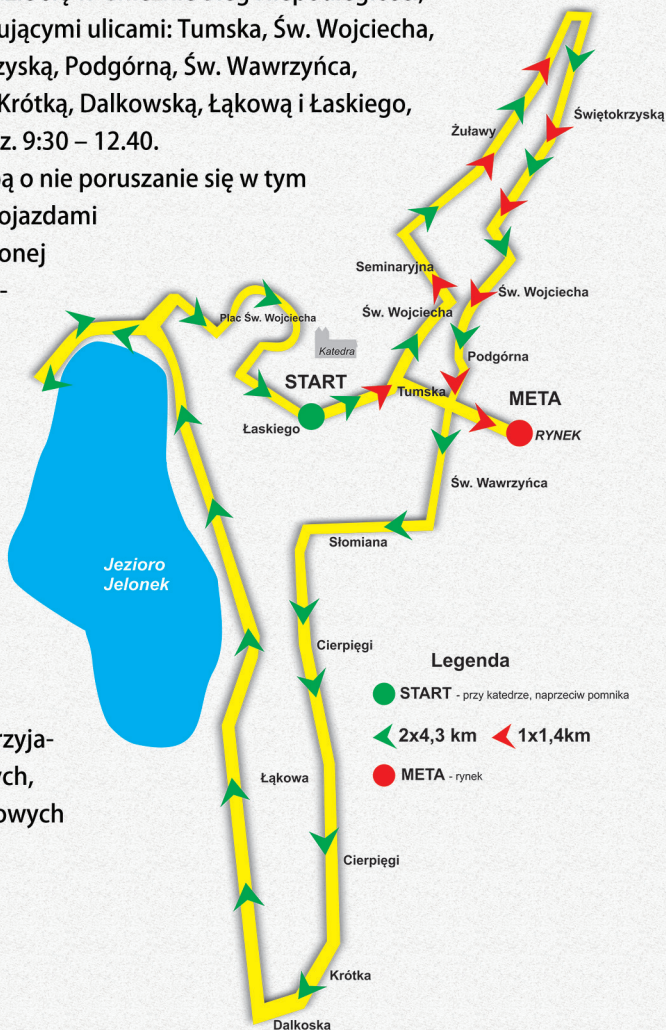 ującymi ulicami: Tumska, Św. Wojciecha,
zyską, Podgórną, Św. Wawrzyńca,
Krótką, Dalkowską, Łąkową i Łaskiego,
z. 9:30 – 12.40.
ą o nie poruszanie się w tym
ojazdami
onej
-
Świętokrzyską
Żuławy
Seminaryjna
Św. Wojciecha
Plac Św. Wojciecha
Św. Wojciecha
Katedra
Podgórna
START
Tumska
META
Łaskiego
RYNEK
Św. Wawrzyńca
Słomiana
Jezioro
Jelonek
Cierpięgi
Legenda
START - przy katedrze, naprzeciw pomnika
2x4,3 km 1x1,4km
META - rynek
rzyja-
ych,
owych
Łąkowa
Cierpięgi
Krótka
Dalkoska